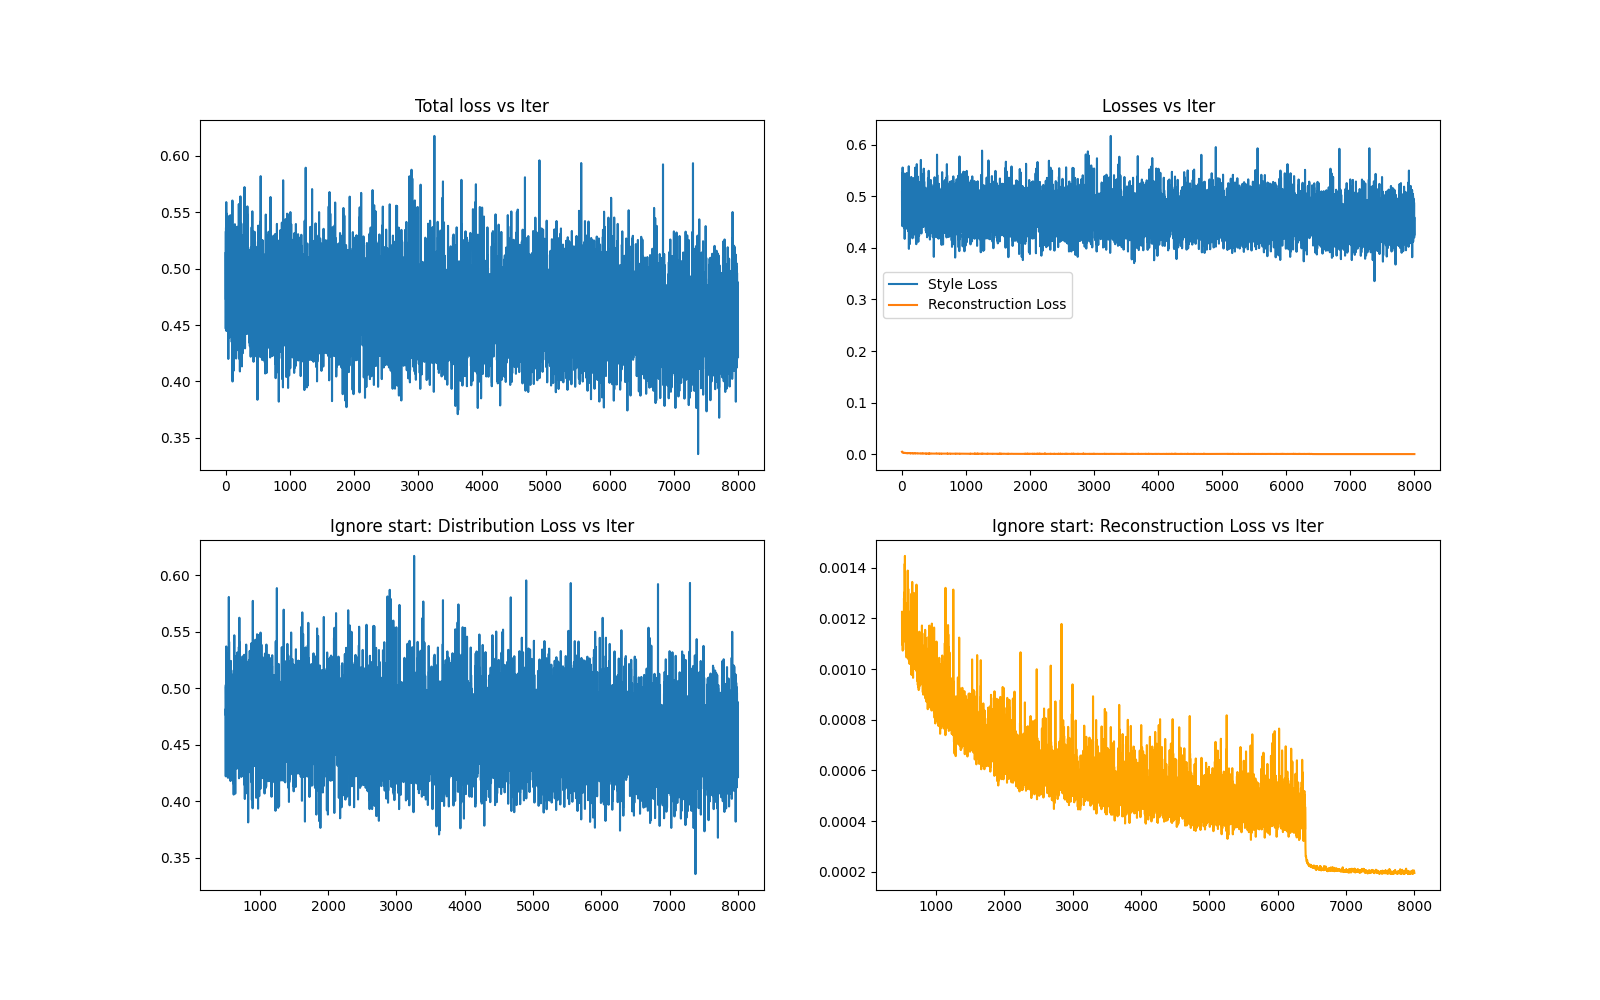 Total loss vs Iter
0.60
0.55
0.50
0.45
0.40
0.35
0 1000 2000 3000 4000 5000 6000 7000 8000
Losses vs Iter
0.6
0.5
0.4
0.3
0.2
0.1
0.0
Style Loss
Reconstruction Loss
0 1000 2000 3000 4000 5000 6000 7000 8000
Ignore start: Distribution Loss vs Iter
0.60
0.55
0.50
0.45
0.40
0.35
1000 2000 3000 4000 5000 6000 7000 8000
Ignore start: Reconstruction Loss vs Iter
0.0014
0.0012
0.0010
0.0008
0.0006
0.0004
0.0002
1000 2000 3000 4000 5000 6000 7000 8000